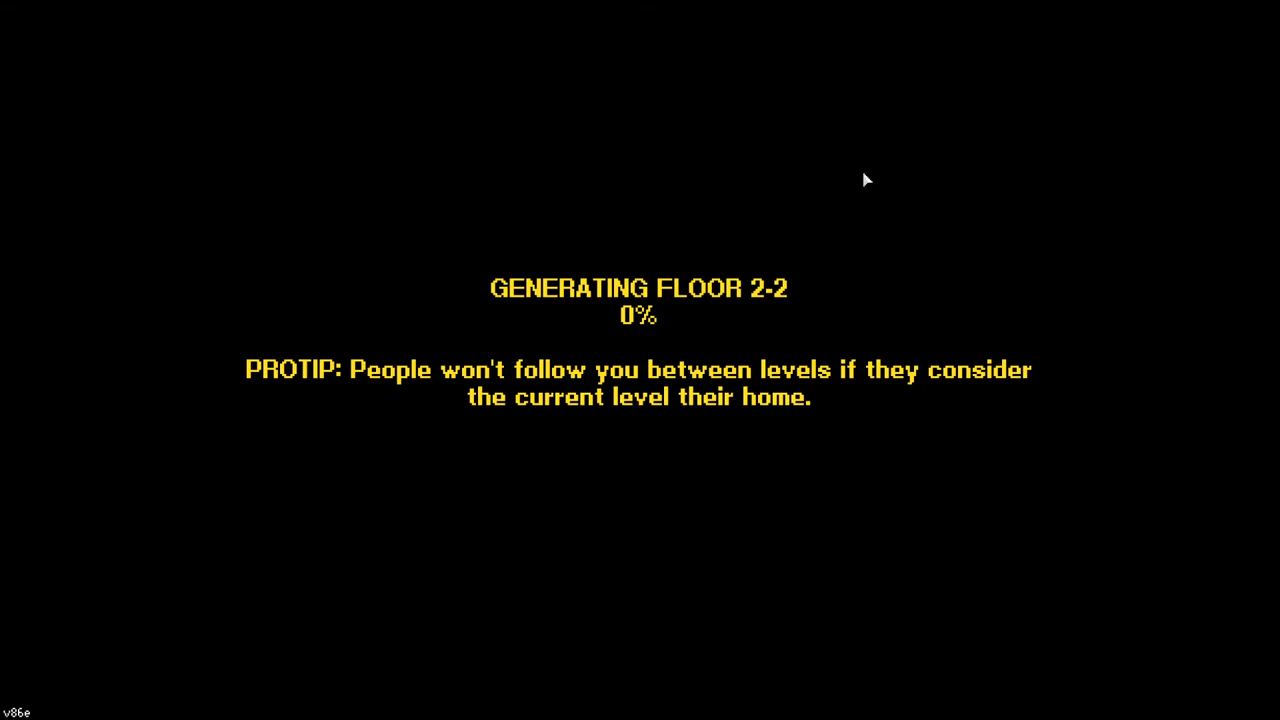 GENERATING FLOOR 2-2
0%
PROTIP: People won't follow you between levels if they consider
the current level their home.
v86e